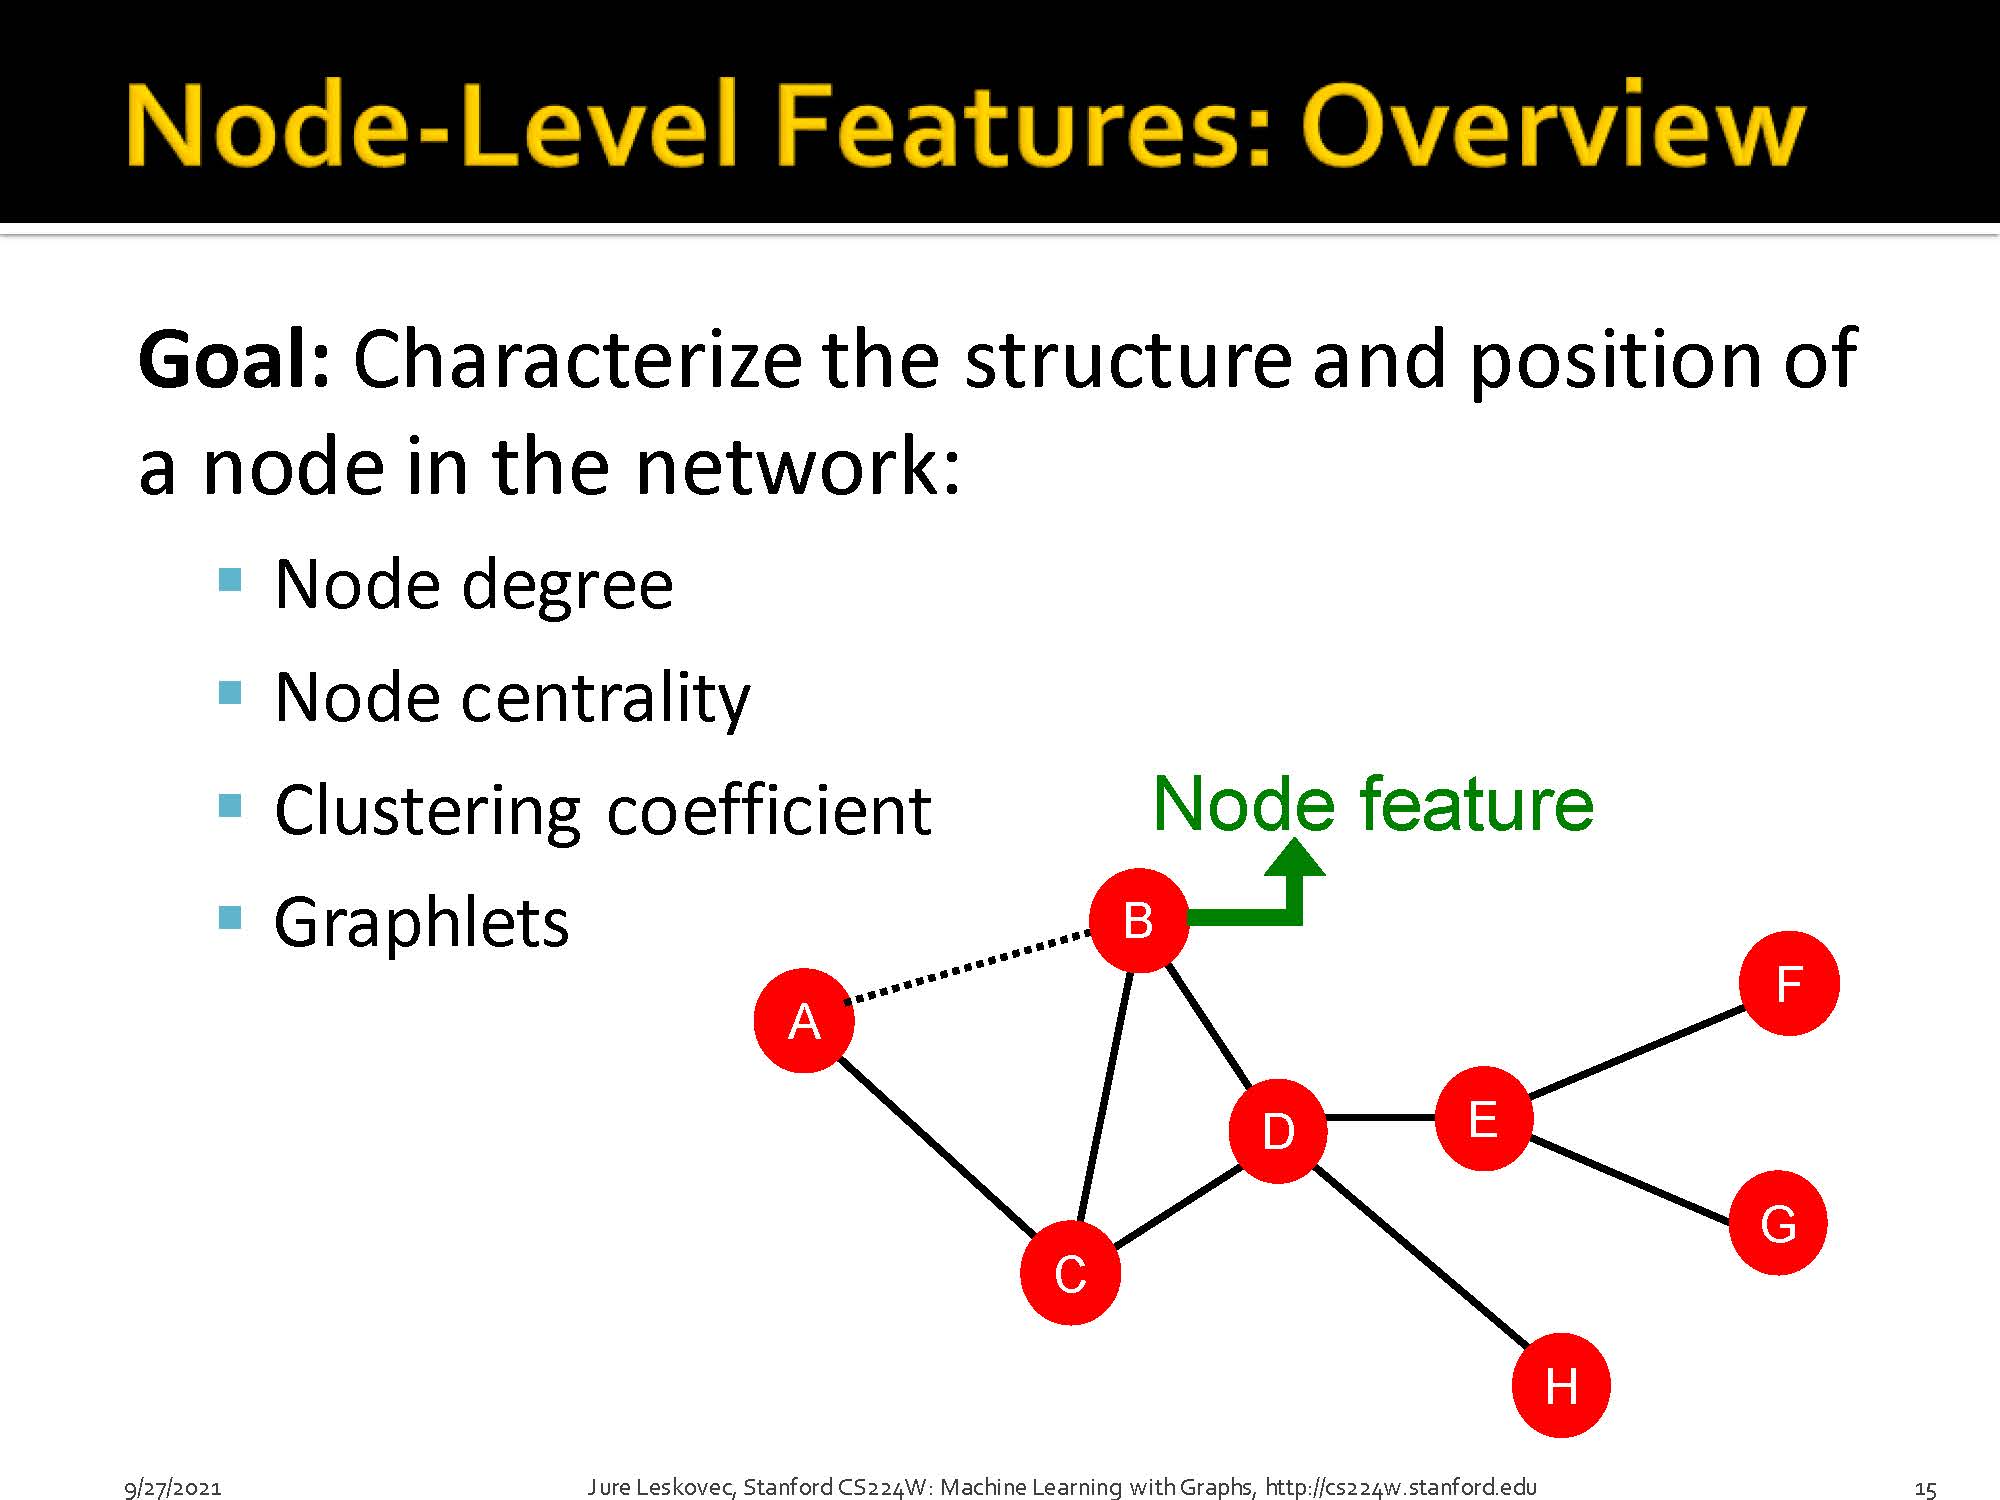 Node-Level Features: Overview
Goal: Characterize the structure and position of
a node in the network:
▪ Node degree
▪ Node centrality
▪ Clustering coefficient
▪ Graphlets
Node feature
B
A
F
D
E
G
C
H
9/27/2021
Jure Leskovec, Stanford CS224W: Machine Learning with Graphs, http://cs224w.stanford.edu
15